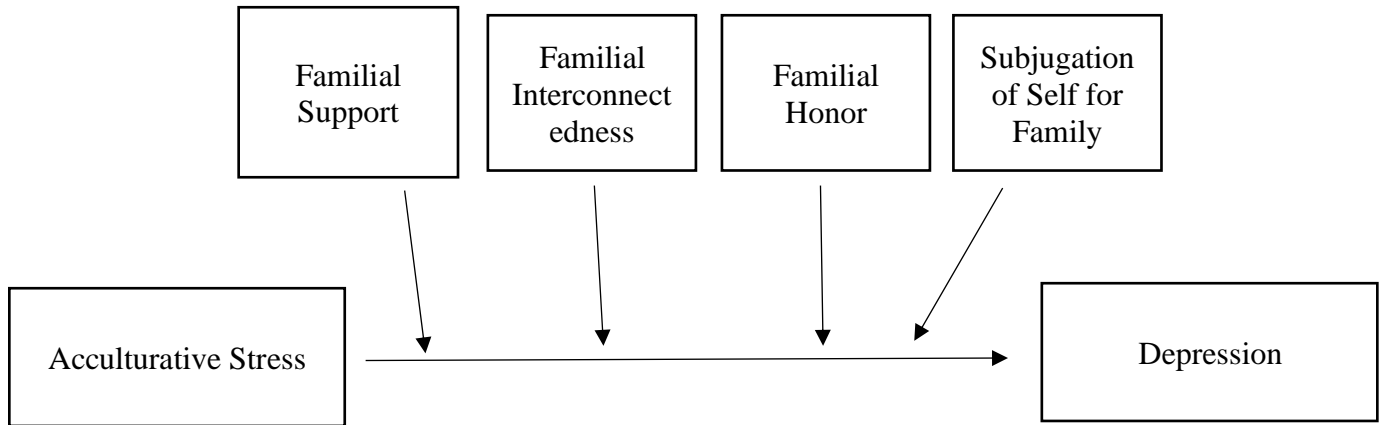 Familial
Support
Familial
Interconnect
edness
Familial
Honor
Subjugation
of Self for
Family
Acculturative Stress
Depression